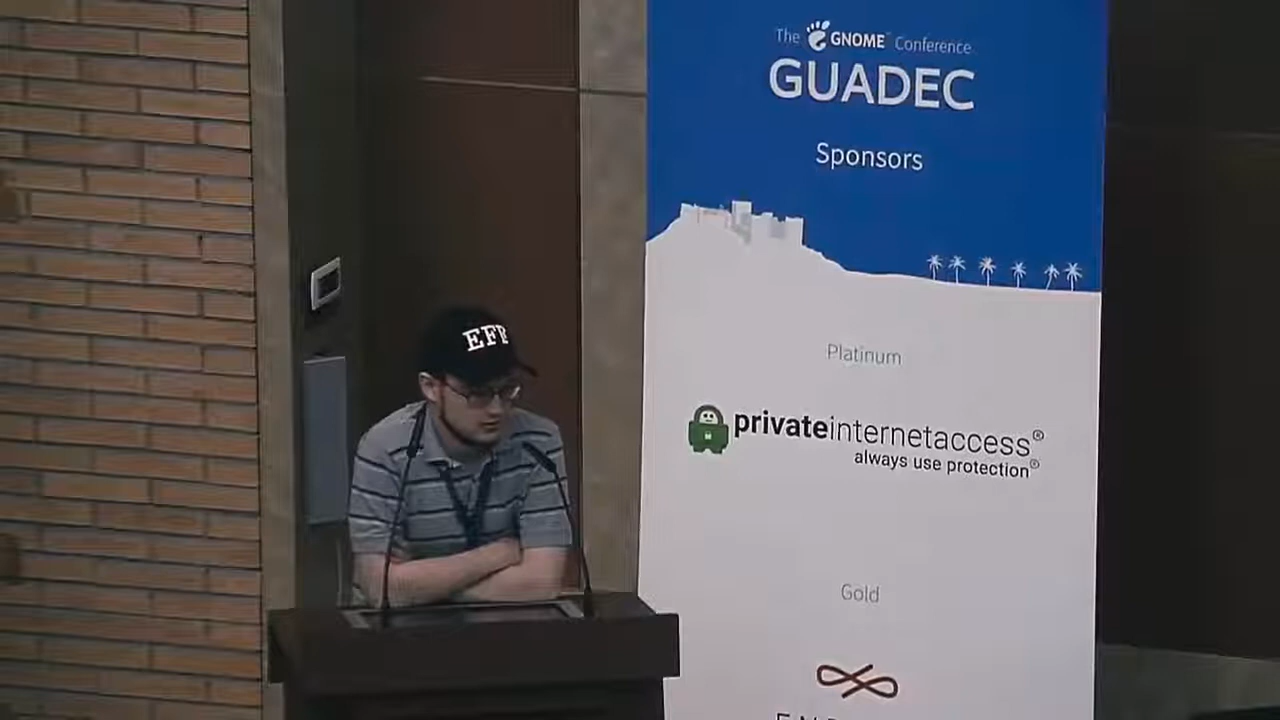 The GNOME Conference
GUADEC
Sponsors
EFF
Platinum
privateinternetaccess®
always use protection®
Gold